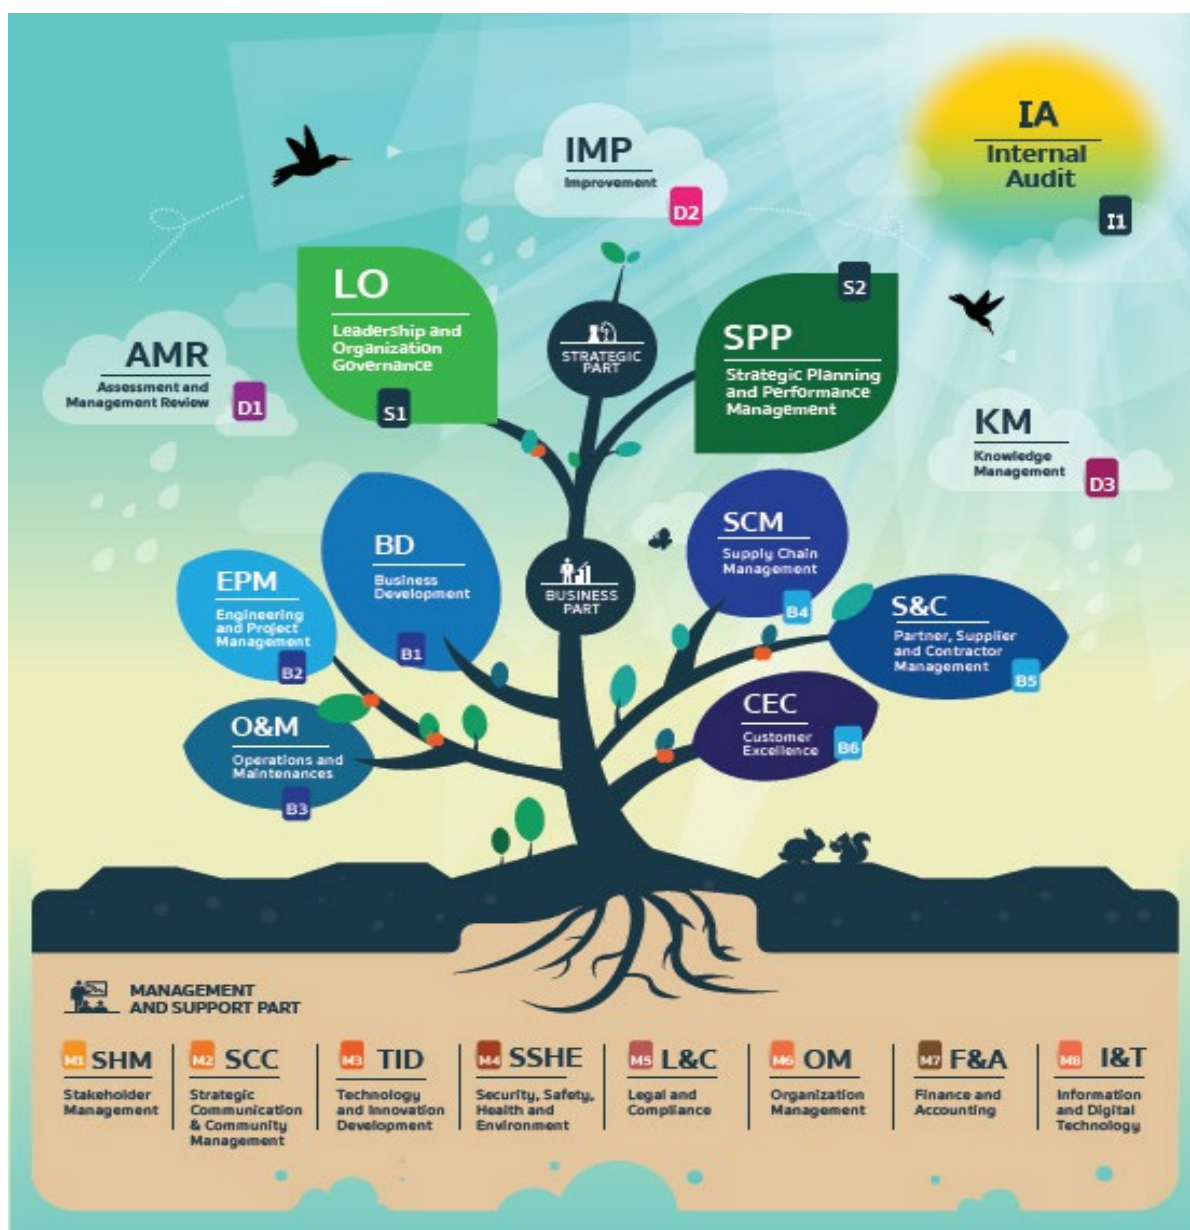 IMP
Improvement
D2
IA
Internal
Audit
I1
LO
Leadership and
Organization
Governance
S1
STRATEGIC
PART
S2
SPP
Strategic Planning
and Performance
Management
AMR
Assessment and
Management Review
D1
KM
Knowledge
Management
D3
BD
Business
Development
B1
BUSINESS
PART
SCM
Supply Chain
Management
B4
EPM
Engineering
and Project
Management
B2
S&C
Partner, Supplier
and Contractor
Management
B5
O&M
Operations and
Maintenances
B3
CEC
Customer
Excellence
B6
MANAGEMENT
AND SUPPORT PART
M1 SHM
Stakeholder
Management
M2 SCC
Strategic
Communication
& Community
Management
M3 TID
Technology
and Innovation
Development
M4 SSHE
Security, Safety,
Health and
Environment
M5 L&C
Legal and
Compliance
M6 OM
Organization
Management
M7 F&A
Finance and
Accounting
M8 I&T
Information
and Digital
Technology